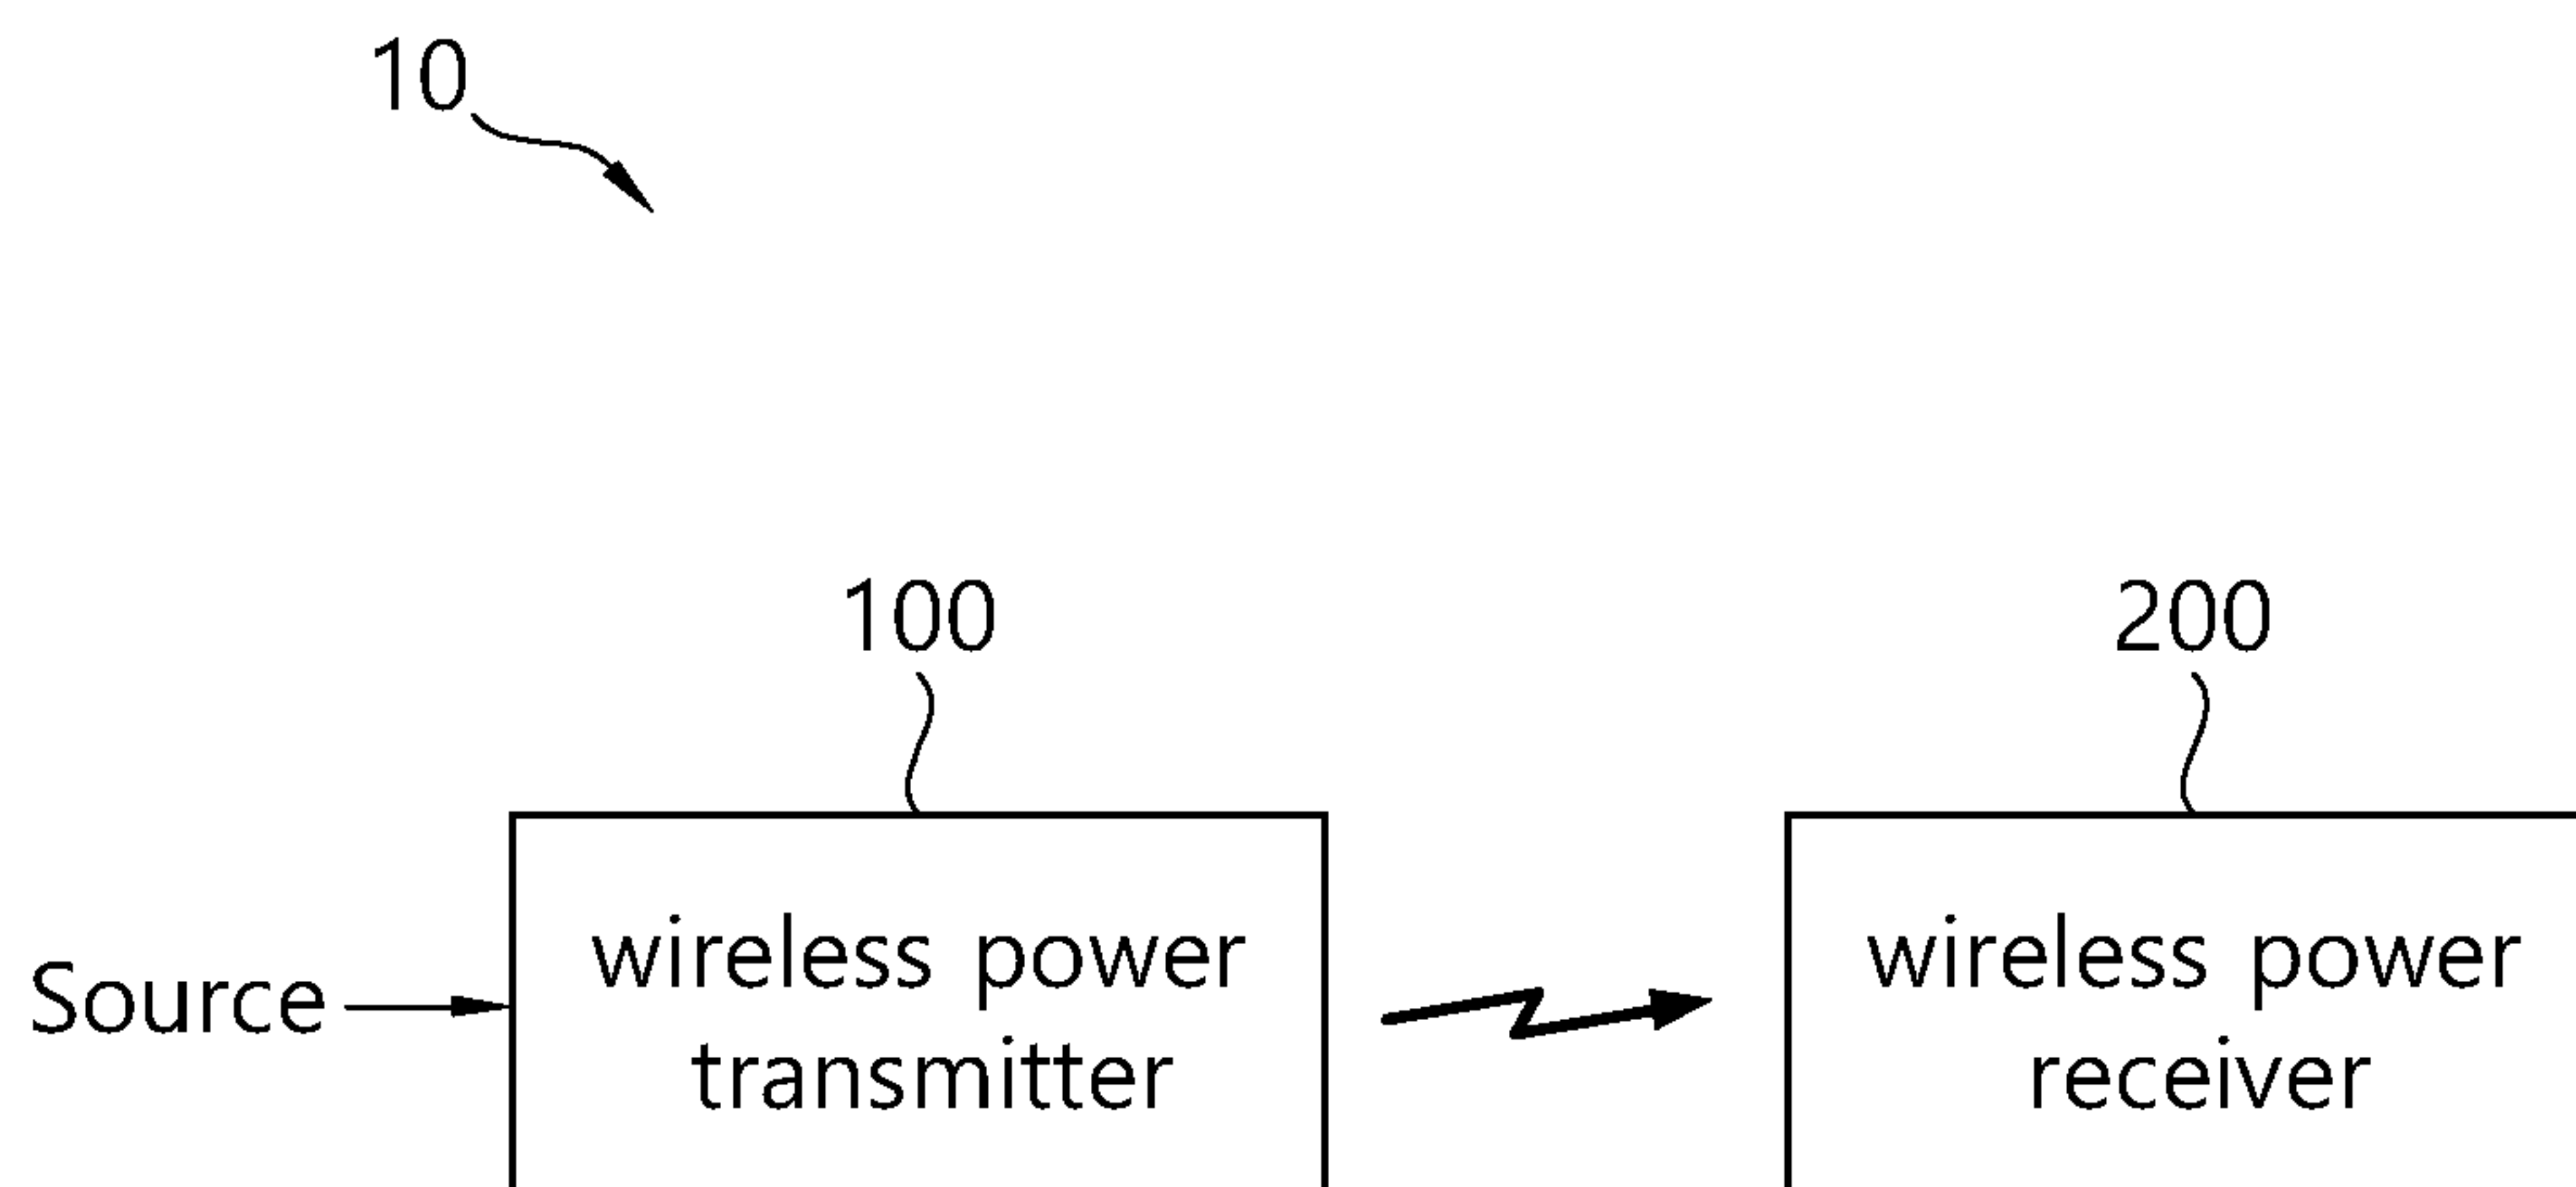 10
100
200
Source
wireless power
transmitter
wireless power
receiver